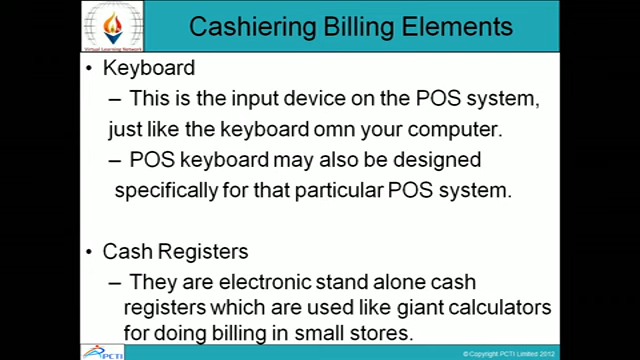 Cashiering Billing Elements
Virtual Learning Network
• Keyboard
– This is the input device on the POS system,
just like the keyboard omn your computer.
– POS keyboard may also be designed
specifically for that particular POS system.
• Cash Registers
– They are electronic stand alone cash
registers which are used like giant calculators
for doing billing in small stores.
PCTI
©Copyright PCTI Limited 2012